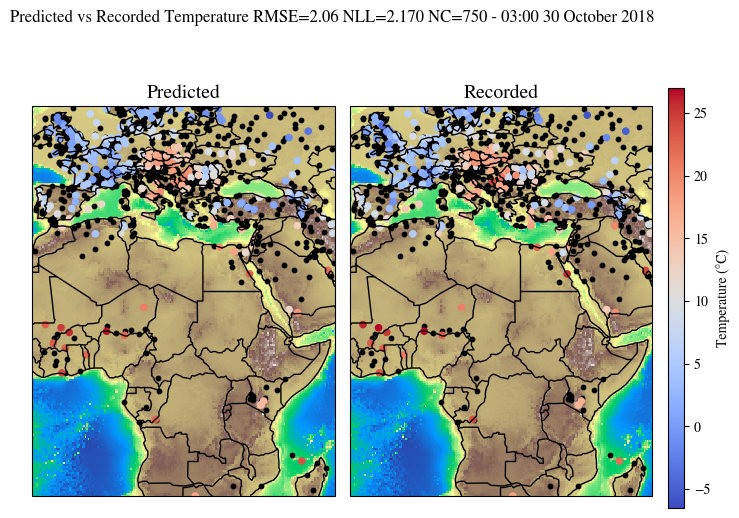 Predicted vs Recorded Temperature RMSE=2.06 NLL=2.170 NC=750 - 03:00 30 October 2018
Predicted
Recorded
25
20
15
10
5
0
−5
Temperature (°C)